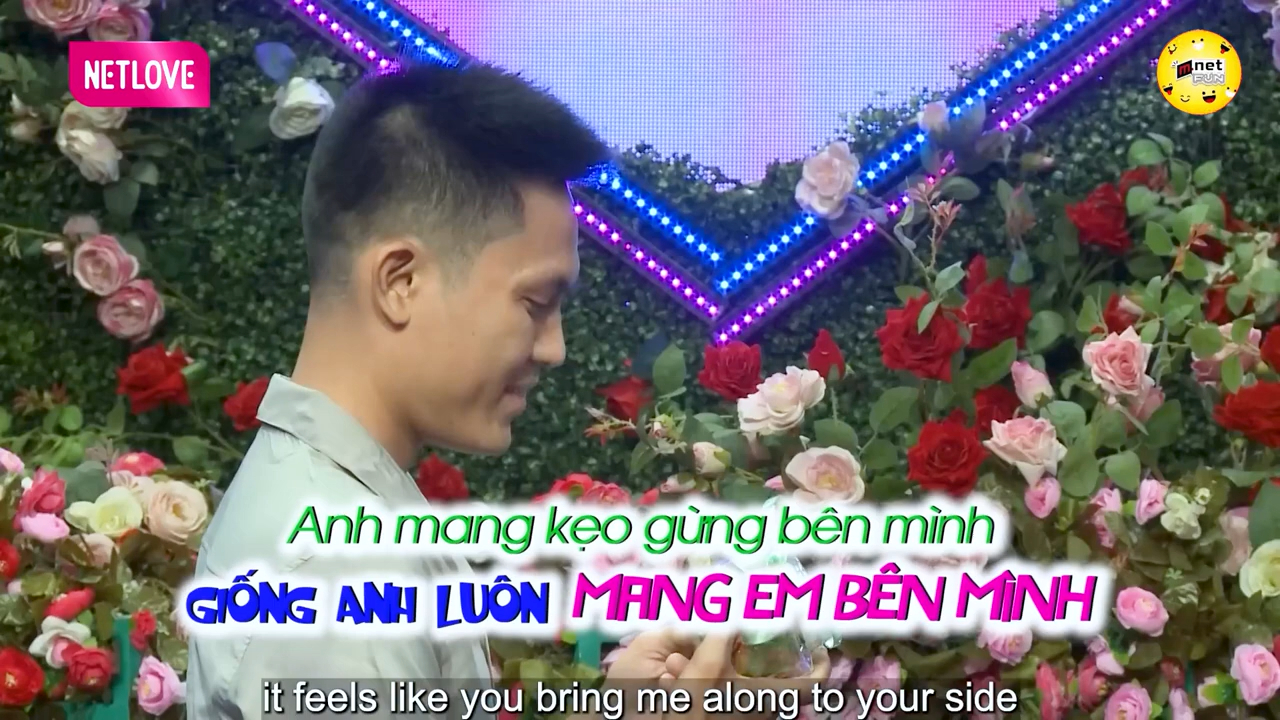 NETLOVE
m net
FUN
Anh mang kẹo gừng bên mình
GIỐNG ANH LUÔN MANG EM BÊN MÌNH
it feels like you bring me along to your side